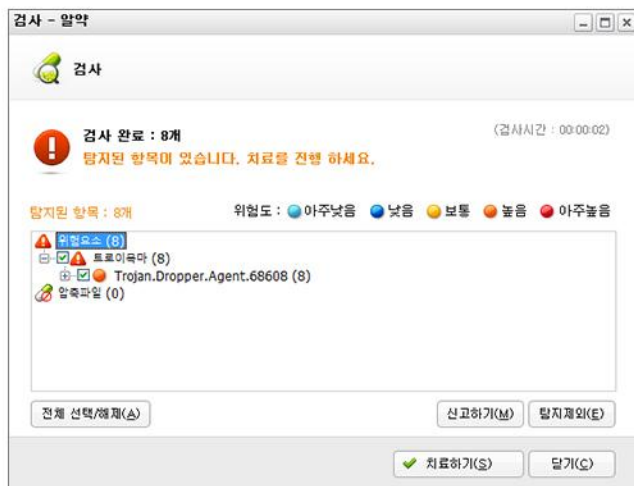 검사 - 알약
검사
검사 완료 : 8개
(검사시간 : 00:00:02)
탐지된 항목이 있습니다. 치료를 진행 하세요.
탐지된 항목 : 8개
위험도 : 아주낮음 낮음 보통 높음 아주높음
위험요소 (8)
트로이목마 (8)
Trojan.Dropper.Agent.68608 (8)
압축파일 (0)
전체 선택/해제(A) 신고하기(M) 탐지제외(E)
치료하기(S) 닫기(C)